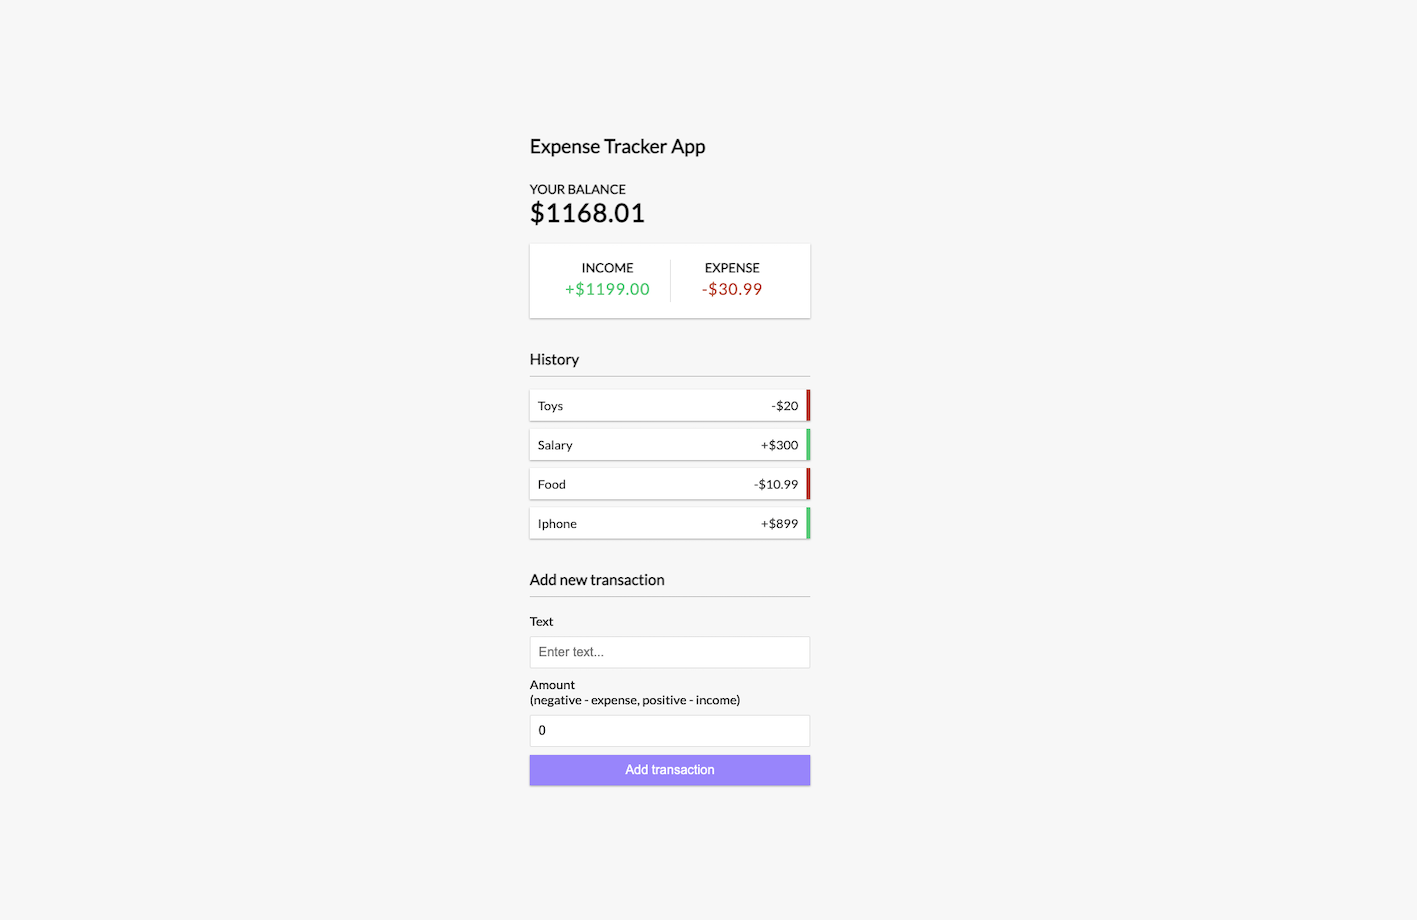 Expense Tracker App
YOUR BALANCE
$1168.01
INCOME EXPENSE
+$1199.00 -$30.99
History
Toys -$20
Salary +$300
Food -$10.99
Iphone +$899
Add new transaction
Text
Enter text...
Amount
(negative - expense, positive - income)
0
Add transaction